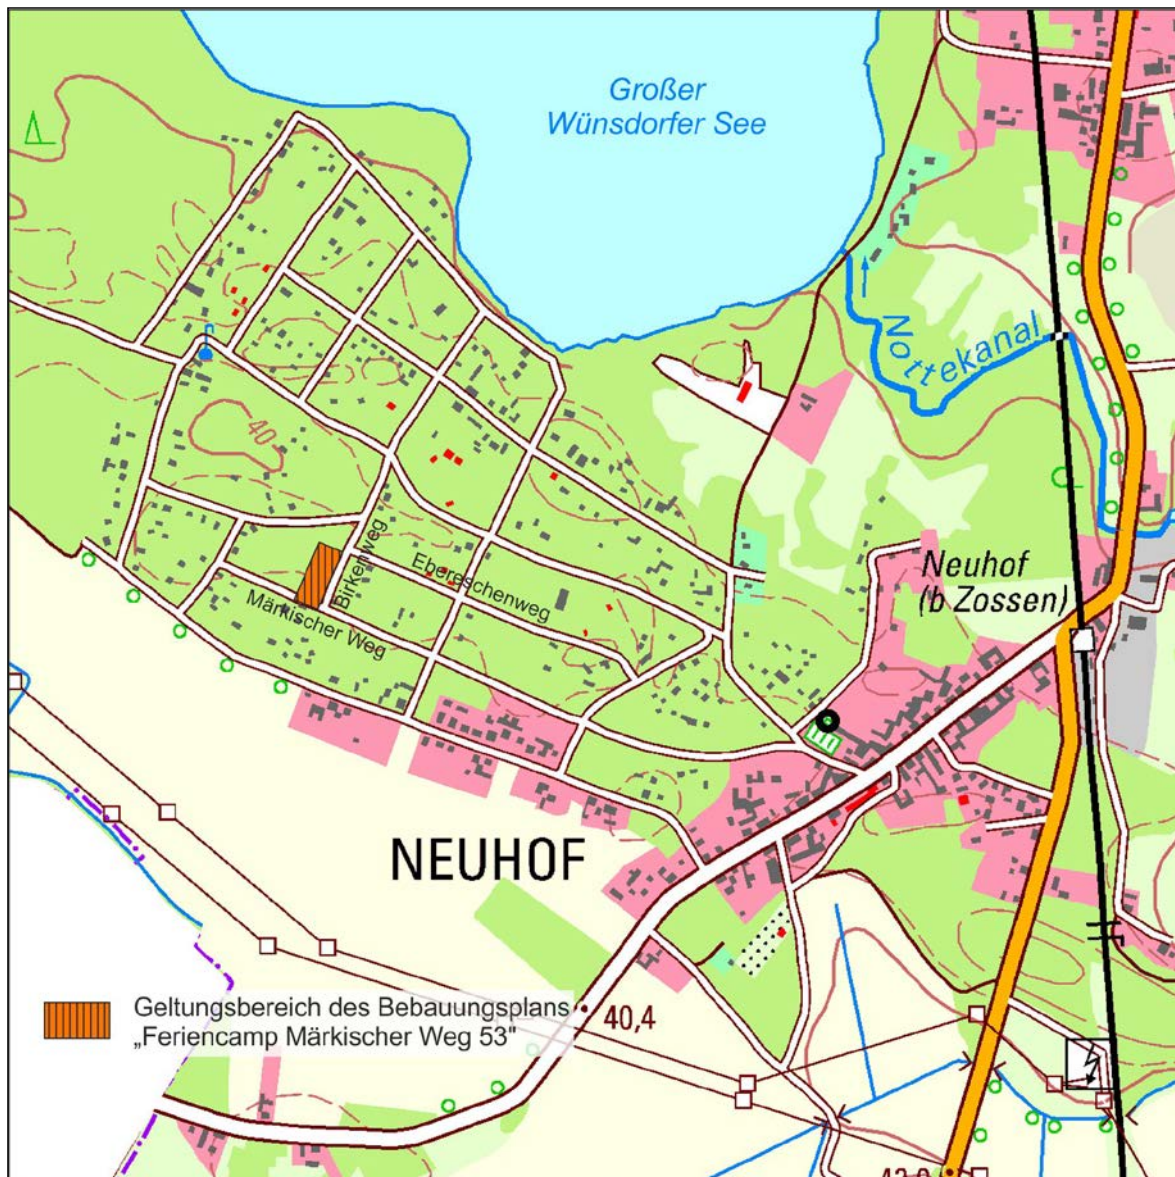 Großer
Wünsdorfer See
Nottekanal
40
Birkenweg
Ebereschenweg
Märkischer Weg
Neuhof
(b Zossen)
NEUHOF
Geltungsbereich des Bebauungsplans
„Feriencamp Märkischer Weg 53"
40,4